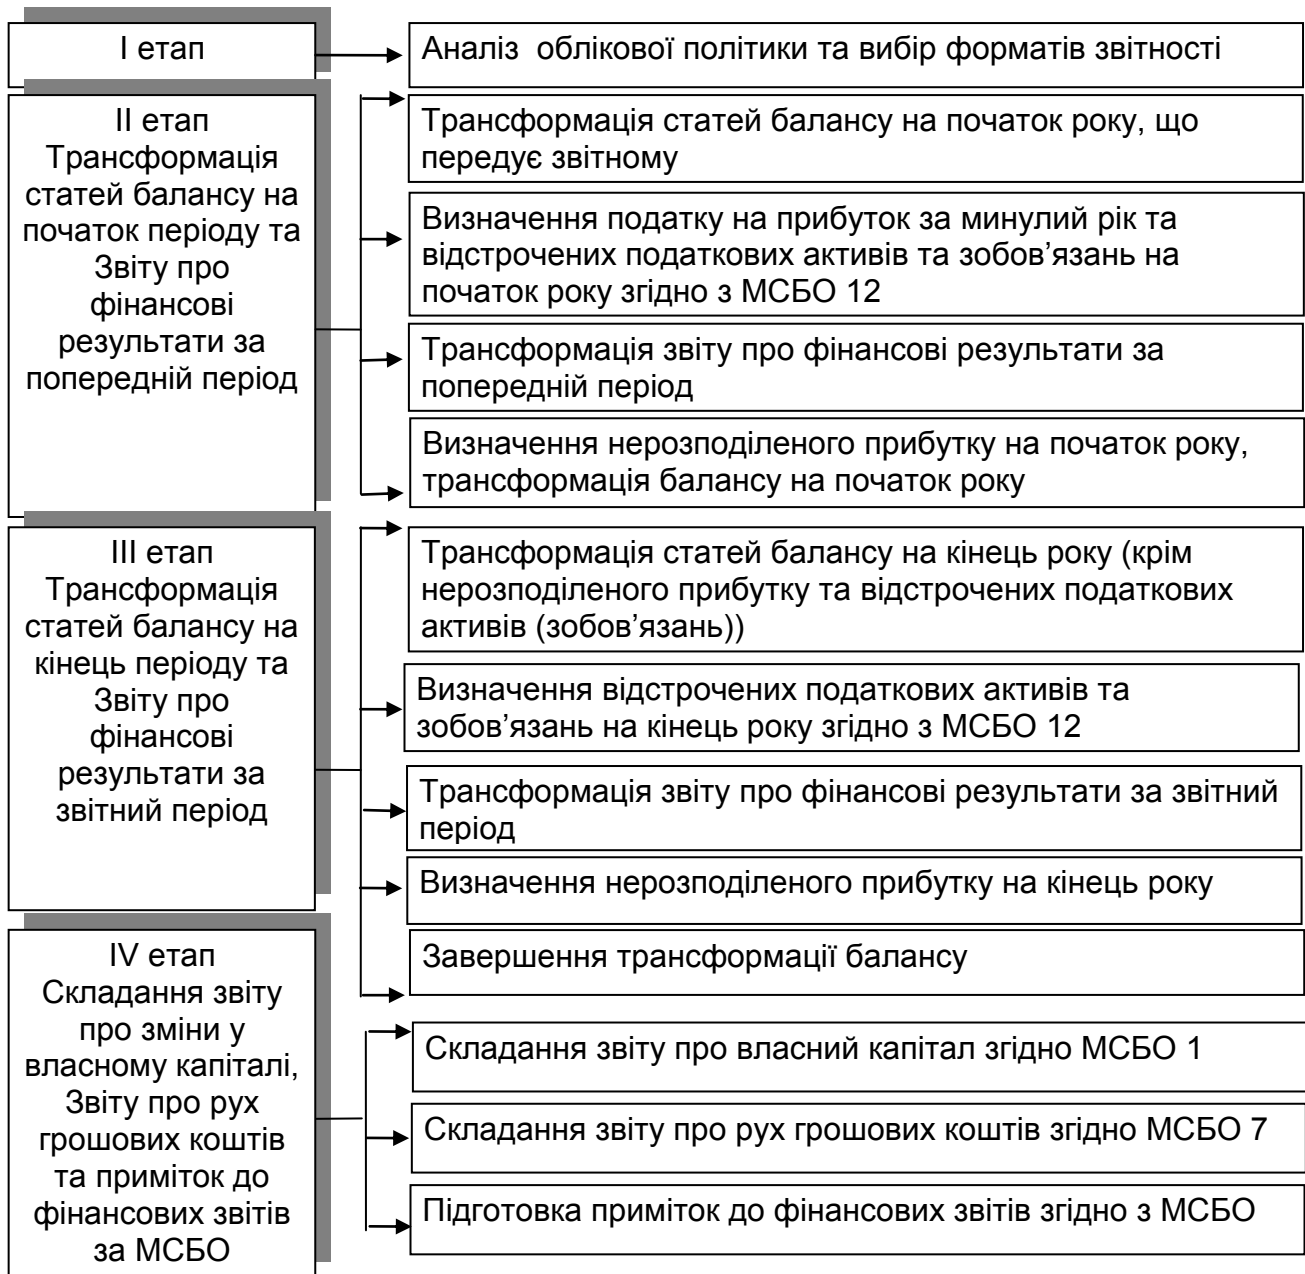 І етап
Аналіз облікової політики та вибір форматів звітності
ІІ етап
Трансформація
статей балансу на
початок періоду та
Звіту про
фінансові
результати за
попередній період
Трансформація статей балансу на початок року, що
передує звітному
Визначення податку на прибуток за минулий рік та
відстрочених податкових активів та зобов’язань на
початок року згідно з МСБО 12
Трансформація звіту про фінансові результати за
попередній період
Визначення нерозподіленого прибутку на початок року,
трансформація балансу на початок року
ІІІ етап
Трансформація
статей балансу на
кінець періоду та
Звіту про
фінансові
результати за
звітний період
Трансформація статей балансу на кінець року (крім
нерозподіленого прибутку та відстрочених податкових
активів (зобов’язань))
Визначення відстрочених податкових активів та
зобов’язань на кінець року згідно з МСБО 12
Трансформація звіту про фінансові результати за звітний
період
Визначення нерозподіленого прибутку на кінець року
Завершення трансформації балансу
IV етап
Складання звіту
про зміни у
власному капіталі,
Звіту про рух
грошових коштів
та приміток до
фінансових звітів
за МСБО
Складання звіту про власний капітал згідно МСБО 1
Складання звіту про рух грошових коштів згідно МСБО 7
Підготовка приміток до фінансових звітів згідно з МСБО